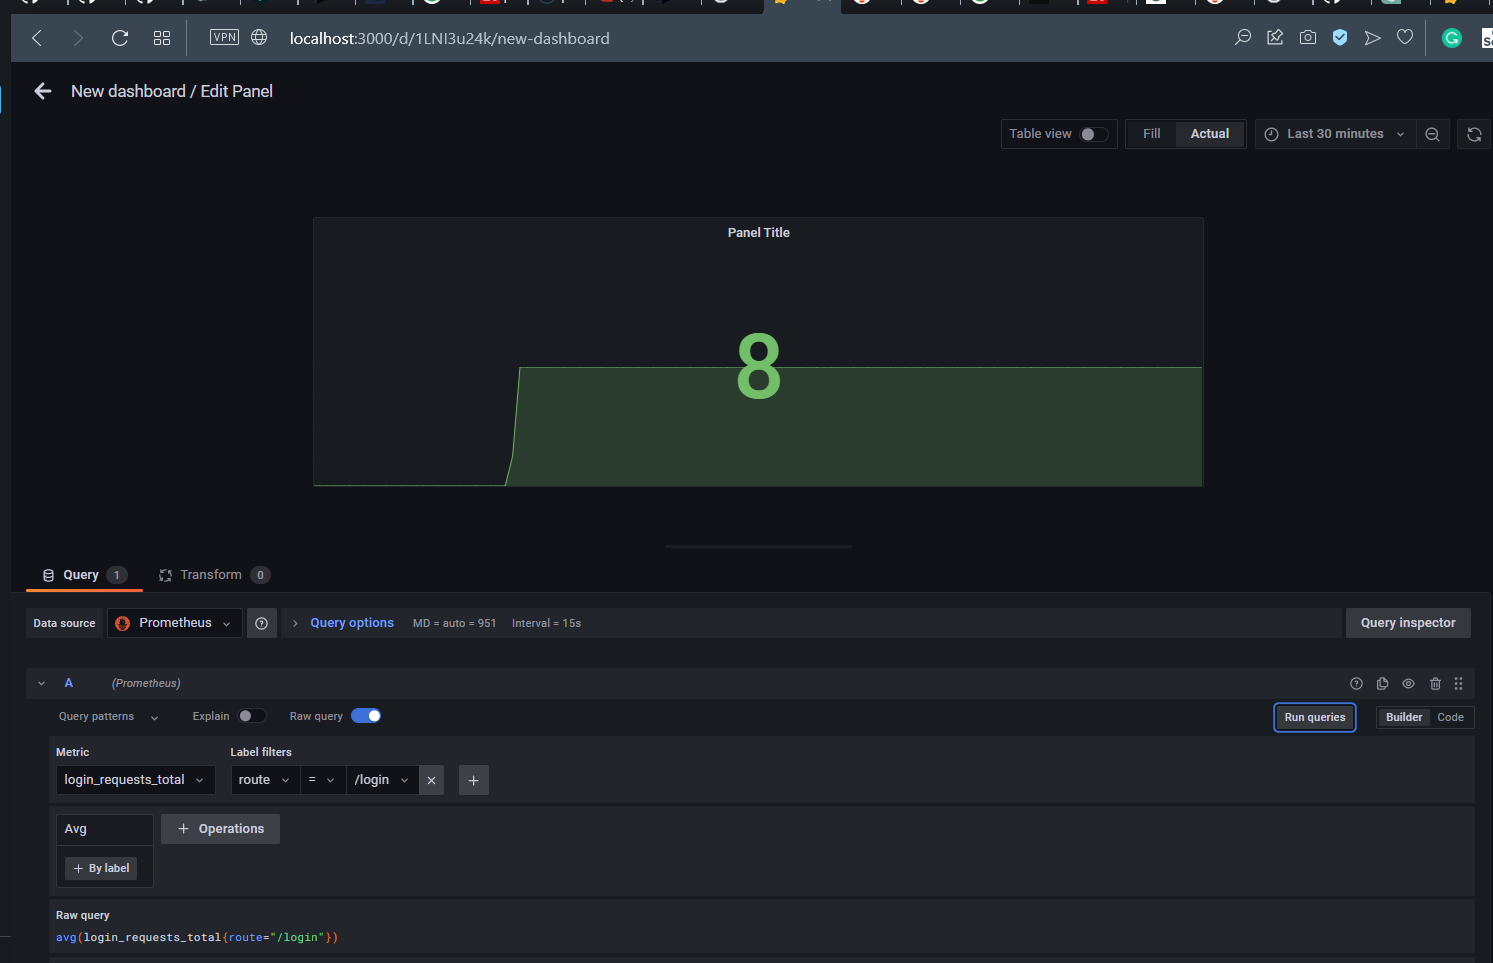 VPN
localhost:3000/d/1LNI3u24k/new-dashboard
New dashboard / Edit Panel
Table view
Fill
Actual
Last 30 minutes
Panel Title
8
Query 1
Transform 0
Data source
Prometheus
Query options
MD = auto = 951
Interval = 15s
Query inspector
A
(Prometheus)
Query patterns
Explain
Raw query
Run queries
Builder
Code
Metric
Label filters
login_requests_total
route
=
/login
Avg
+ Operations
+ By label
Raw query
avg(login_requests_total{route="/login"})